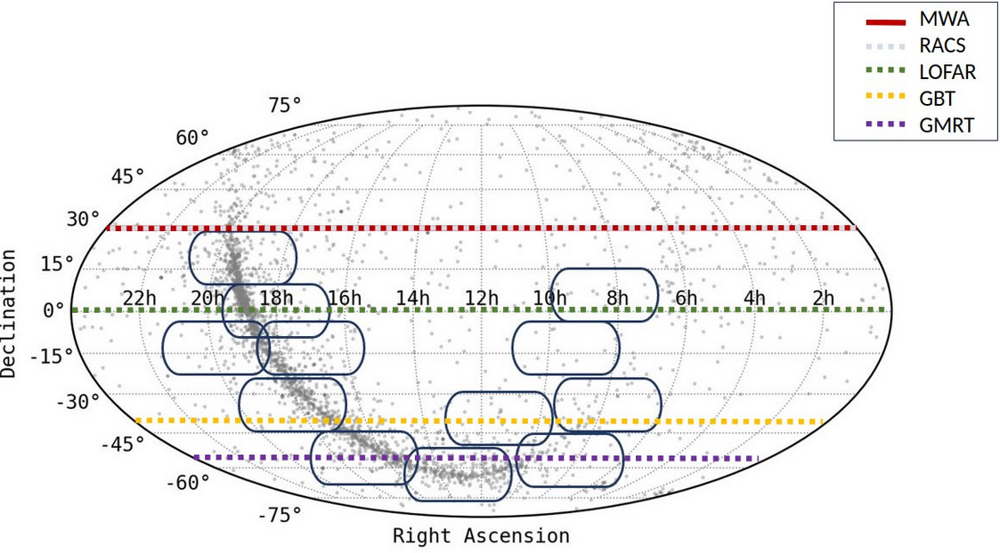 MWA
RACS
LOFAR
GBT
GMRT
75°
60°
45°
30°
15°
22h 20h 18h 16h 14h 12h 10h 8h 6h 4h 2h
0°
-15°
-30°
-45°
-60°
-75°
Declination
Right Ascension